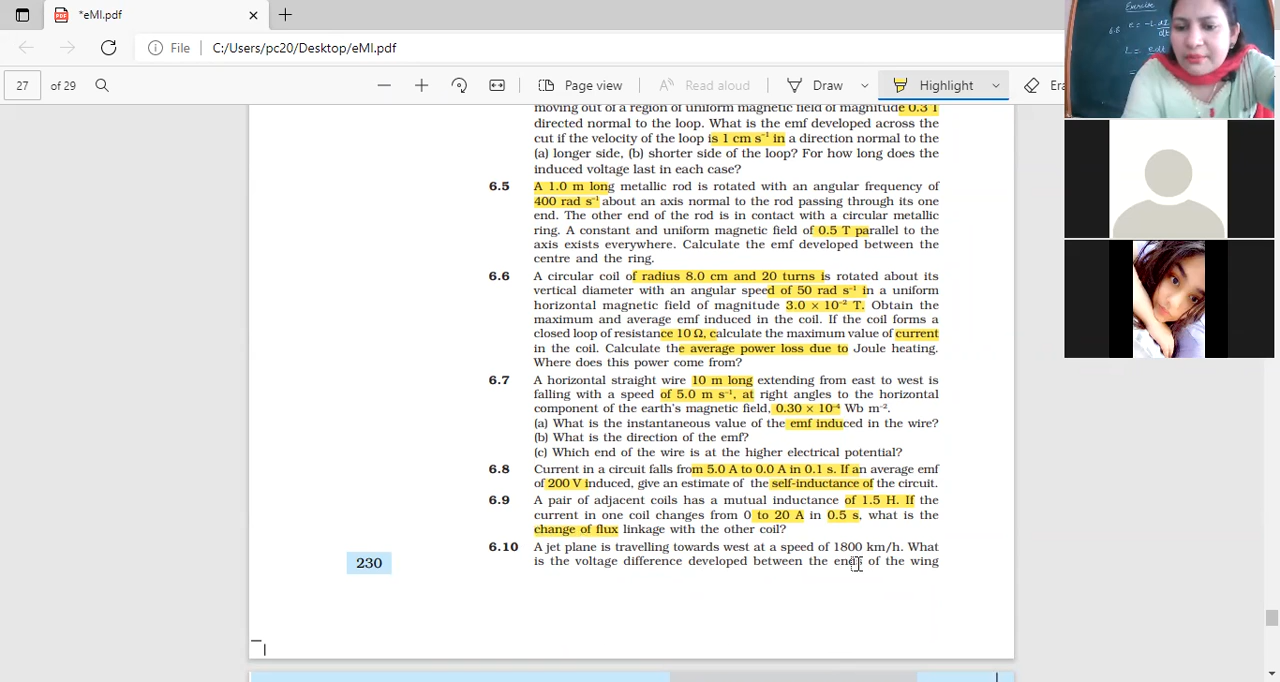 *eMI.pdf
File C:/Users/pc20/Desktop/eMI.pdf
27 of 29 Page view Read aloud Draw Highlight Era
moving out of a region of uniform magnetic field of magnitude 0.3 T
directed normal to the loop. What is the emf developed across the
cut if the velocity of the loop is 1 cm s⁻¹ in a direction normal to the
(a) longer side, (b) shorter side of the loop? For how long does the
induced voltage last in each case?
6.5 A 1.0 m long metallic rod is rotated with an angular frequency of
400 rad s⁻¹ about an axis normal to the rod passing through its one
end. The other end of the rod is in contact with a circular metallic
ring. A constant and uniform magnetic field of 0.5 T parallel to the
axis exists everywhere. Calculate the emf developed between the
centre and the ring.
6.6 A circular coil of radius 8.0 cm and 20 turns is rotated about its
vertical diameter with an angular speed of 50 rad s⁻¹ in a uniform
horizontal magnetic field of magnitude 3.0 × 10⁻² T. Obtain the
maximum and average emf induced in the coil. If the coil forms a
closed loop of resistance 10 Ω, calculate the maximum value of current
in the coil. Calculate the average power loss due to Joule heating.
Where does this power come from?
6.7 A horizontal straight wire 10 m long extending from east to west is
falling with a speed of 5.0 m s⁻¹, at right angles to the horizontal
component of the earth's magnetic field, 0.30 × 10⁻⁴ Wb m⁻².
(a) What is the instantaneous value of the emf induced in the wire?
(b) What is the direction of the emf?
(c) Which end of the wire is at the higher electrical potential?
6.8 Current in a circuit falls from 5.0 A to 0.0 A in 0.1 s. If an average emf
of 200 V induced, give an estimate of the self-inductance of the circuit.
6.9 A pair of adjacent coils has a mutual inductance of 1.5 H. If the
current in one coil changes from 0 to 20 A in 0.5 s, what is the
change of flux linkage with the other coil?
6.10 A jet plane is travelling towards west at a speed of 1800 km/h. What
is the voltage difference developed between the ends of the wing
230
Exercise